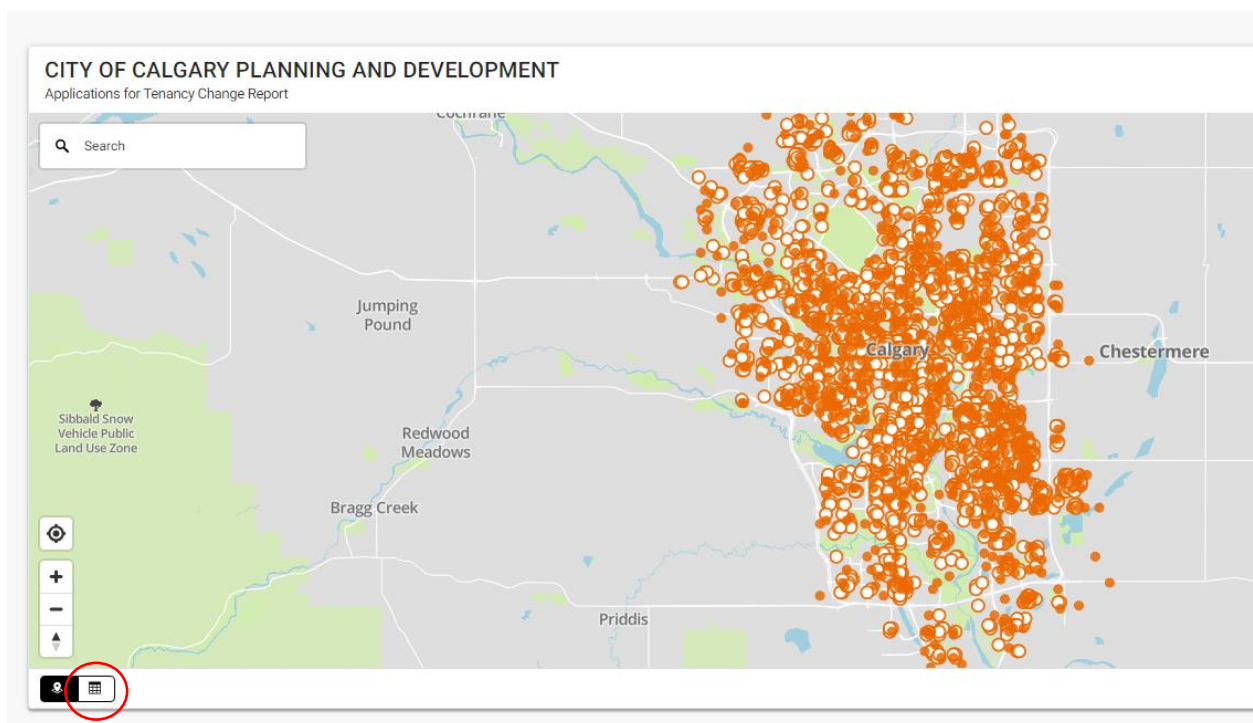 CITY OF CALGARY PLANNING AND DEVELOPMENT
Applications for Tenancy Change Report
Cochrane
Search
Jumping
Pound
Calgary
Chestermere
Sibbald Snow
Vehicle Public
Land Use Zone
Redwood
Meadows
Bragg Creek
Priddis